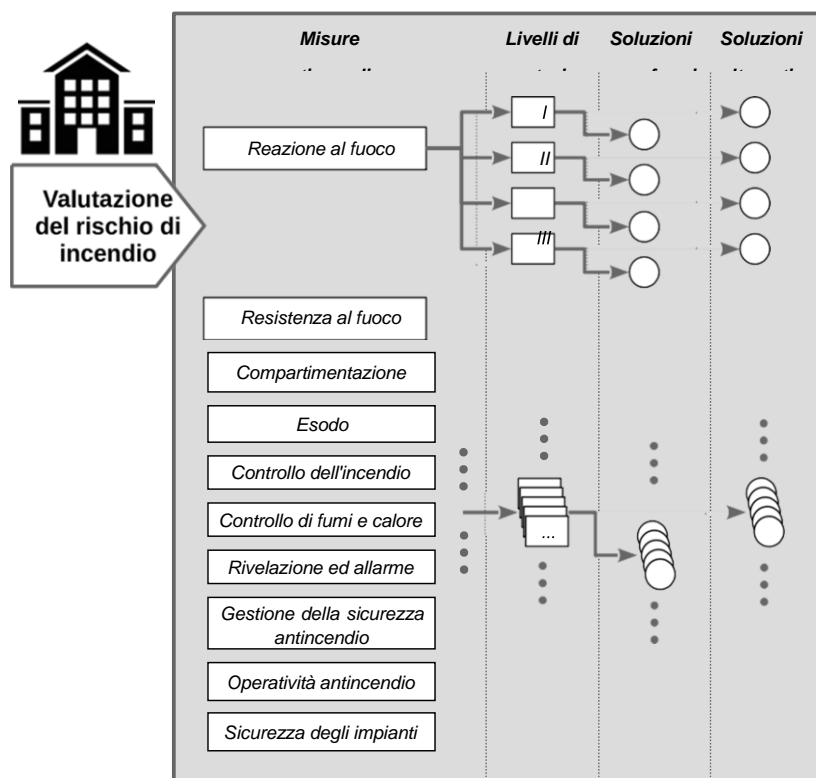 Misure
Livelli di
Soluzioni
Soluzioni
Valutazione
del rischio di
incendio
Reazione al fuoco
I
II
III
Resistenza al fuoco
Compartimentazione
Esodo
Controllo dell'incendio
Controllo di fumi e calore
...
Rivelazione ed allarme
Gestione della sicurezza
antincendio
Operatività antincendio
Sicurezza degli impianti